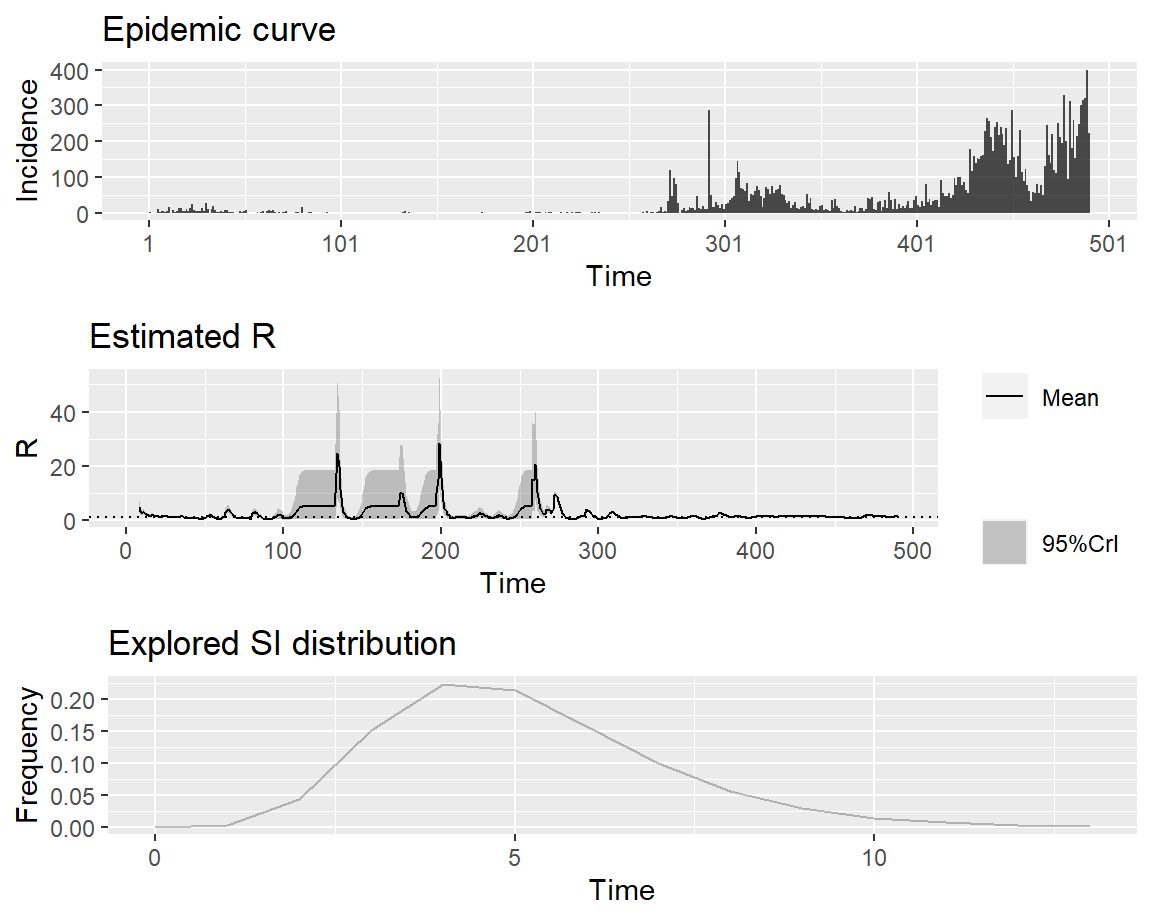 Epidemic curve
Incidence
400
300
200
100
0
1 101 201 301 401 501
Time
Estimated R
R
40
20
0
0 100 200 300 400 500
Time
Mean
95%CrI
Explored SI distribution
Frequency
0.20
0.15
0.10
0.05
0.00
0 5 10
Time